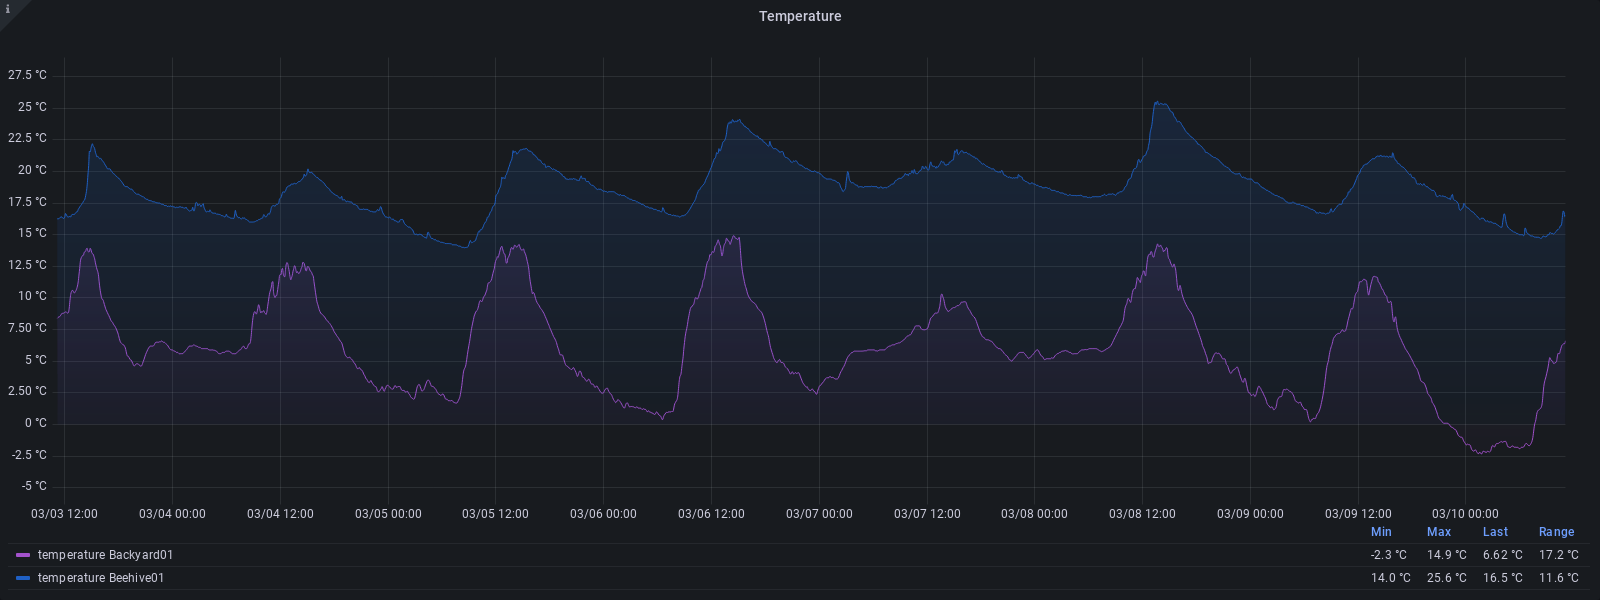 i
Temperature
27.5 °C
25 °C
22.5 °C
20 °C
17.5 °C
15 °C
12.5 °C
10 °C
7.50 °C
5 °C
2.50 °C
0 °C
-2.5 °C
-5 °C
03/03 12:00 03/04 00:00 03/04 12:00 03/05 00:00 03/05 12:00 03/06 00:00 03/06 12:00 03/07 00:00 03/07 12:00 03/08 00:00 03/08 12:00 03/09 00:00 03/09 12:00 03/10 00:00
Min Max Last Range
temperature Backyard01 -2.3 °C 14.9 °C 6.62 °C 17.2 °C
temperature Beehive01 14.0 °C 25.6 °C 16.5 °C 11.6 °C